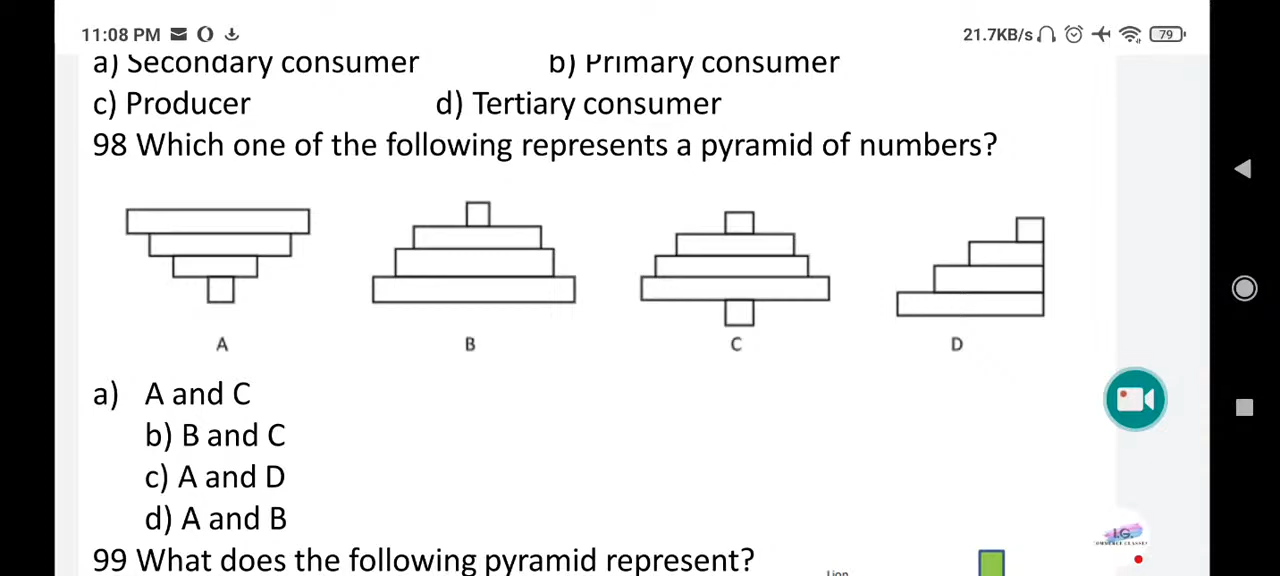 11:08 PM
21.7KB/s
79
a) Secondary consumer b) Primary consumer
c) Producer d) Tertiary consumer
98 Which one of the following represents a pyramid of numbers?
A B C D
a) A and C
b) B and C
c) A and D
d) A and B
99 What does the following pyramid represent?
Lion
I.G.